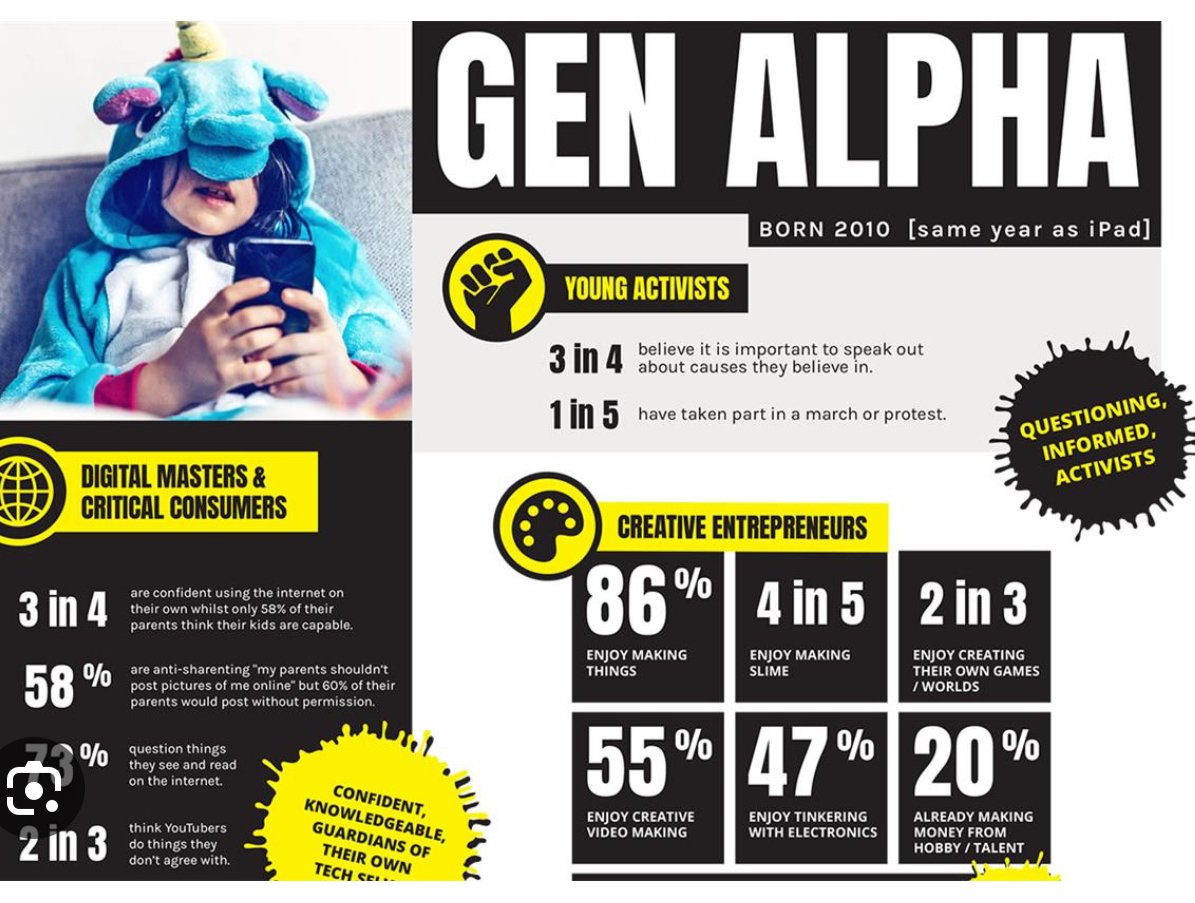 GEN ALPHA
BORN 2010 [same year as iPad]
YOUNG ACTIVISTS
3 in 4
believe it is important to speak out
about causes they believe in.
1 in 5
have taken part in a march or protest.
QUESTIONING,
INFORMED,
ACTIVISTS
DIGITAL MASTERS &
CRITICAL CONSUMERS
3 in 4
are confident using the internet on
their own whilst only 58% of their
parents think their kids are capable.
58%
are anti-sharenting "my parents shouldn't
post pictures of me online" but 60% of their
parents would post without permission.
73%
question things
they see and read
on the internet.
2 in 3
think YouTubers
do things they
don't agree with.
CONFIDENT,
KNOWLEDGEABLE,
GUARDIANS OF
THEIR OWN
TECH
CREATIVE ENTREPRENEURS
86%
ENJOY MAKING
THINGS
4 in 5
ENJOY MAKING
SLIME
2 in 3
ENJOY CREATING
THEIR OWN GAMES
/ WORLDS
55%
ENJOY CREATIVE
VIDEO MAKING
47%
ENJOY TINKERING
WITH ELECTRONICS
20%
ALREADY MAKING
MONEY FROM
HOBBY / TALENT